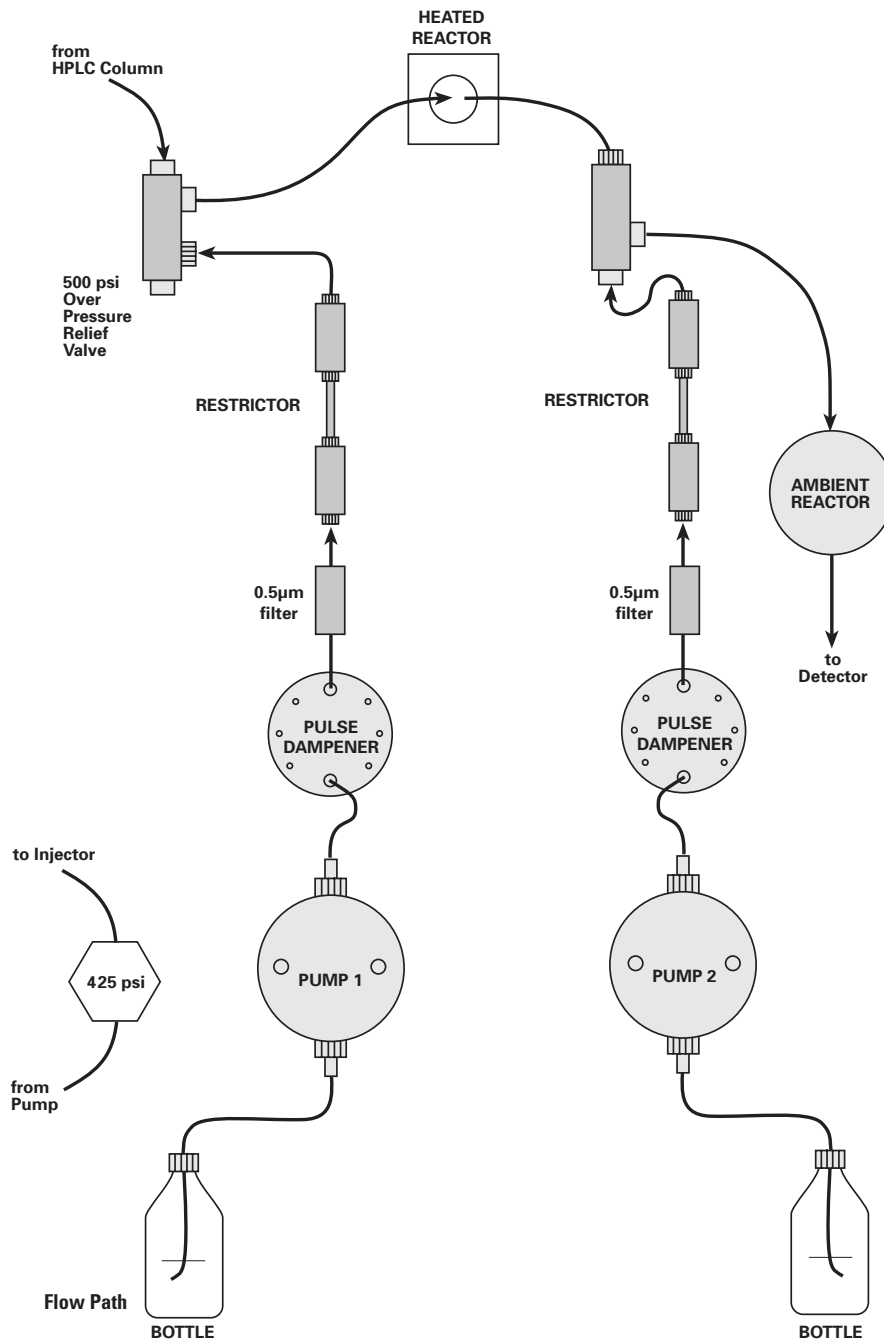 HEATED
REACTOR
from
HPLC Column
500 psi
Over
Pressure
Relief
Valve
RESTRICTOR
RESTRICTOR
AMBIENT
REACTOR
0.5µm
filter
0.5µm
filter
to
Detector
PULSE
DAMPENER
PULSE
DAMPENER
to Injector
425 psi
PUMP 1
PUMP 2
from
Pump
Flow Path
BOTTLE
BOTTLE